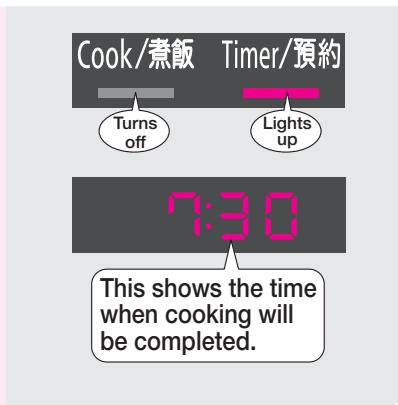 Cook/煮飯 Timer/預約
Turns
off
Lights
up
7:30
This shows the time
when cooking will
be completed.